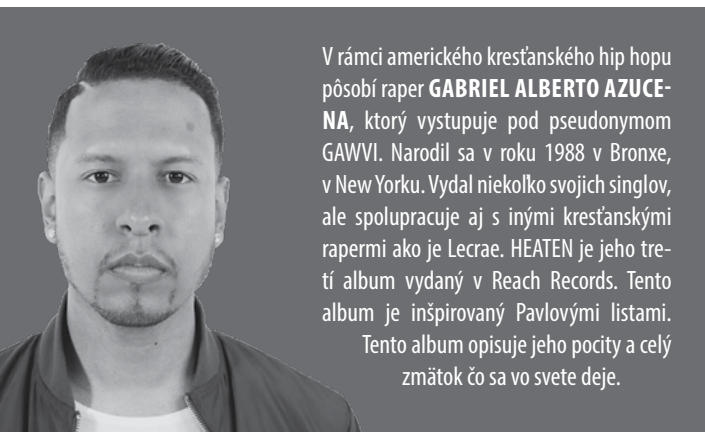 V rámci amerického kresťanského hip hopu
pôsobí raper GABRIEL ALBERTO AZUCE-
NA, ktorý vystupuje pod pseudonymom
GAWVI. Narodil sa v roku 1988 v Bronxe,
v New Yorku. Vydal niekoľko svojich singlov,
ale spolupracuje aj s inými kresťanskými
rapermi ako je Lecrae. HEATEN je jeho tre-
tí album vydaný v Reach Records. Tento
album je inšpirovaný Pavlovými listami.
Tento album opisuje jeho pocity a celý
zmätok čo sa vo svete deje.